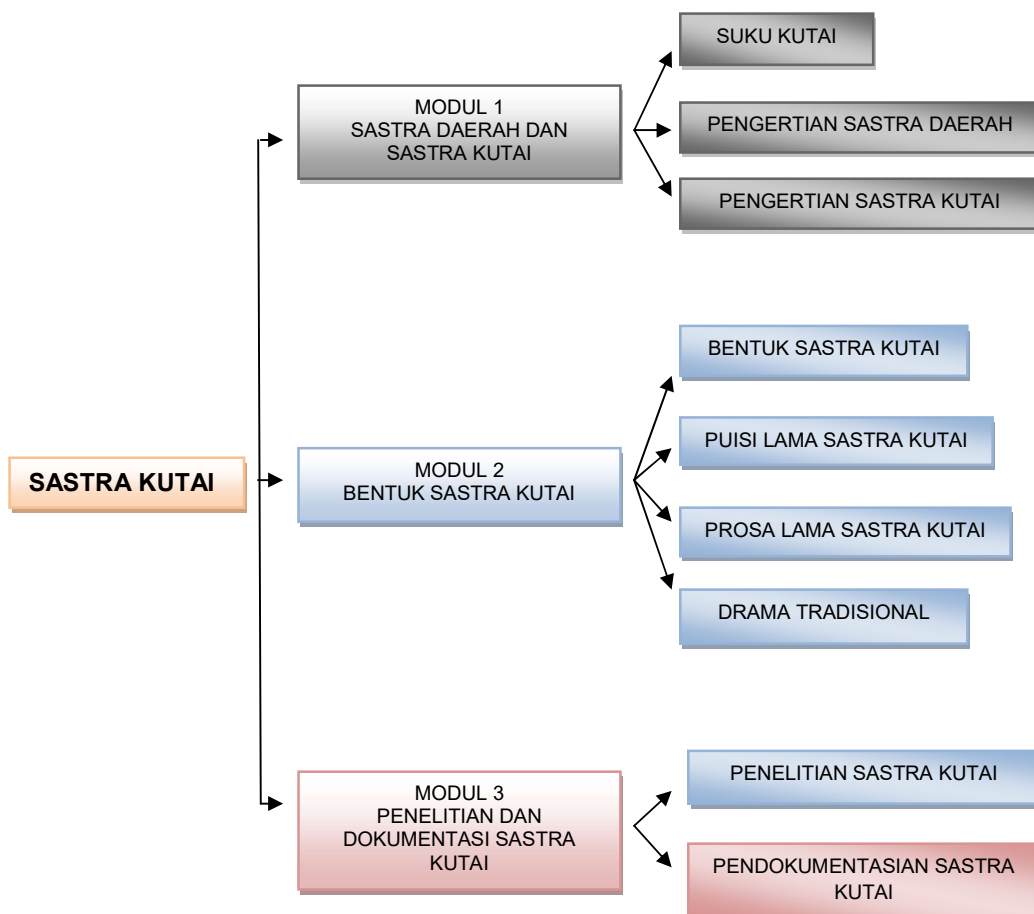 SASTRA KUTAI
MODUL 1
SASTRA DAERAH DAN
SASTRA KUTAI
SUKU KUTAI
PENGERTIAN SASTRA DAERAH
PENGERTIAN SASTRA KUTAI
MODUL 2
BENTUK SASTRA KUTAI
BENTUK SASTRA KUTAI
PUISI LAMA SASTRA KUTAI
PROSA LAMA SASTRA KUTAI
DRAMA TRADISIONAL
MODUL 3
PENELITIAN DAN
DOKUMENTASI SASTRA
KUTAI
PENELITIAN SASTRA KUTAI
PENDOKUMENTASIAN SASTRA
KUTAI